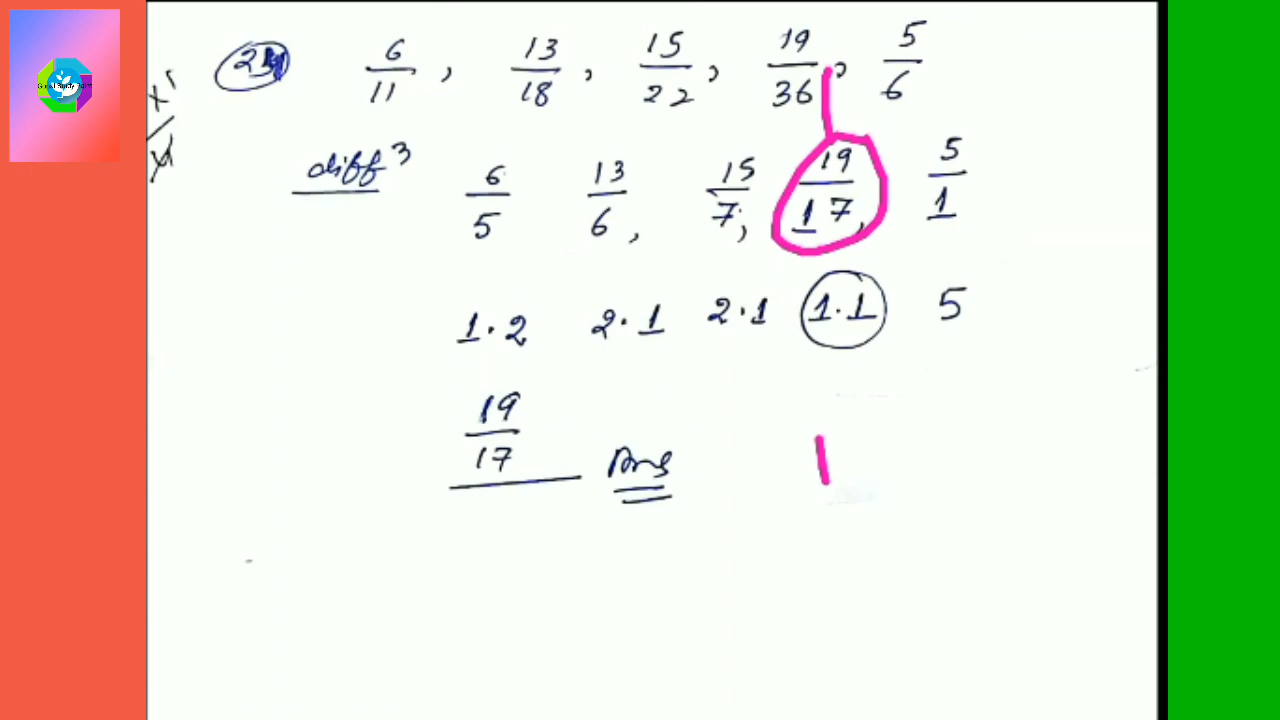 6/11 , 13/18 , 15/22 , 19/36 , 5/6
diff 3 6/5 13/6 , 15/7 , 19/17 , 5/1
1.2 2.1 2.1 1.1 5
19/17 Ans